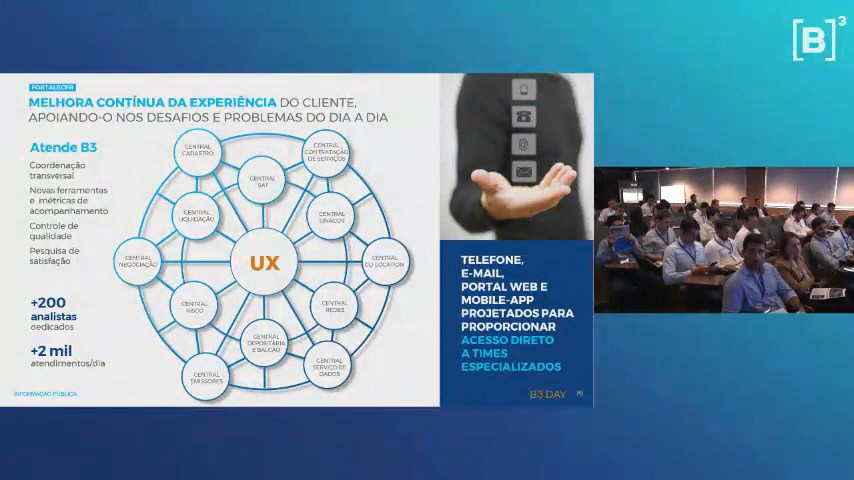 [B]³
FORTALECER
MELHORA CONTÍNUA DA EXPERIÊNCIA DO CLIENTE,
APOIANDO-O NOS DESAFIOS E PROBLEMAS DO DIA A DIA
Atende B3
Coordenação
transversal
Novas ferramentas
e métricas de
acompanhamento
Controle de
qualidade
Pesquisa de
satisfação
+200
analistas
dedicados
+2 mil
atendimentos/dia
CENTRAL
CADASTRO
CENTRAL
CONTRATAÇÃO
DE SERVIÇOS
CENTRAL
SAT
CENTRAL
LIQUIDAÇÃO
CENTRAL
SINACOR
CENTRAL
NEGOCIAÇÃO
UX
CENTRAL
CO-LOCATION
CENTRAL
RISCO
CENTRAL
REDES
CENTRAL
DEPOSITÁRIA
E BALCÃO
CENTRAL
EMISSORES
CENTRAL
SERVIÇO DE
DADOS
TELEFONE,
E-MAIL,
PORTAL WEB E
MOBILE-APP
PROJETADOS PARA
PROPORCIONAR
ACESSO DIRETO
A TIMES
ESPECIALIZADOS
INFORMAÇÃO PÚBLICA
B3 DAY